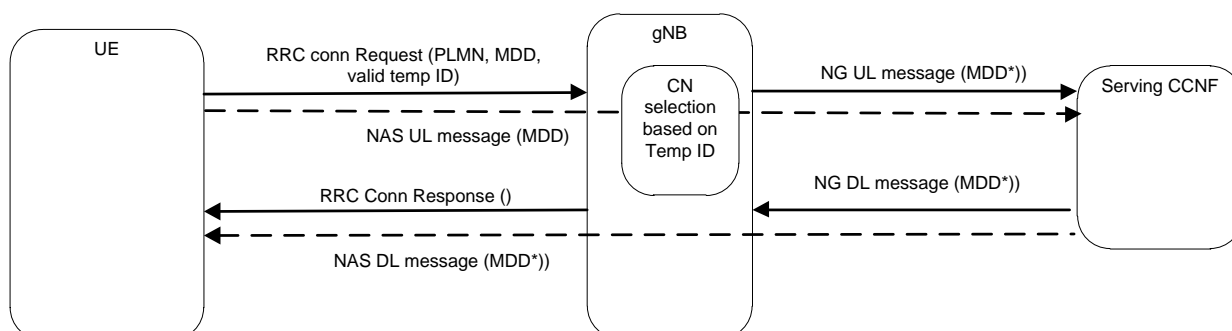 UE
gNB
RRC conn Request (PLMN, MDD,
valid temp ID)
NG UL message (MDD*))
CN
selection
based on
Temp ID
Serving CCNF
NAS UL message (MDD)
NG DL message (MDD*))
RRC Conn Response ()
NAS DL message (MDD*))